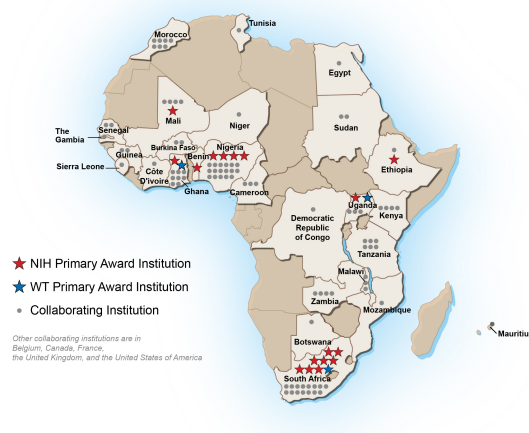 Tunisia
Morocco
Egypt
Mali
Niger
Sudan
The
Gambia
Senegal
Burkina Faso
Nigeria
Guinea
Benin
Ethiopia
Sierra Leone
Côte
D'ivoire
Ghana
Cameroon
Uganda
Kenya
Democratic
Republic
of Congo
Tanzania
Malawi
Zambia
Mozambique
Mauritiu
Botswana
South Africa
NIH Primary Award Institution
WT Primary Award Institution
Collaborating Institution
Other collaborating institutions are in
Belgium, Canada, France,
the United Kingdom, and the United States of America